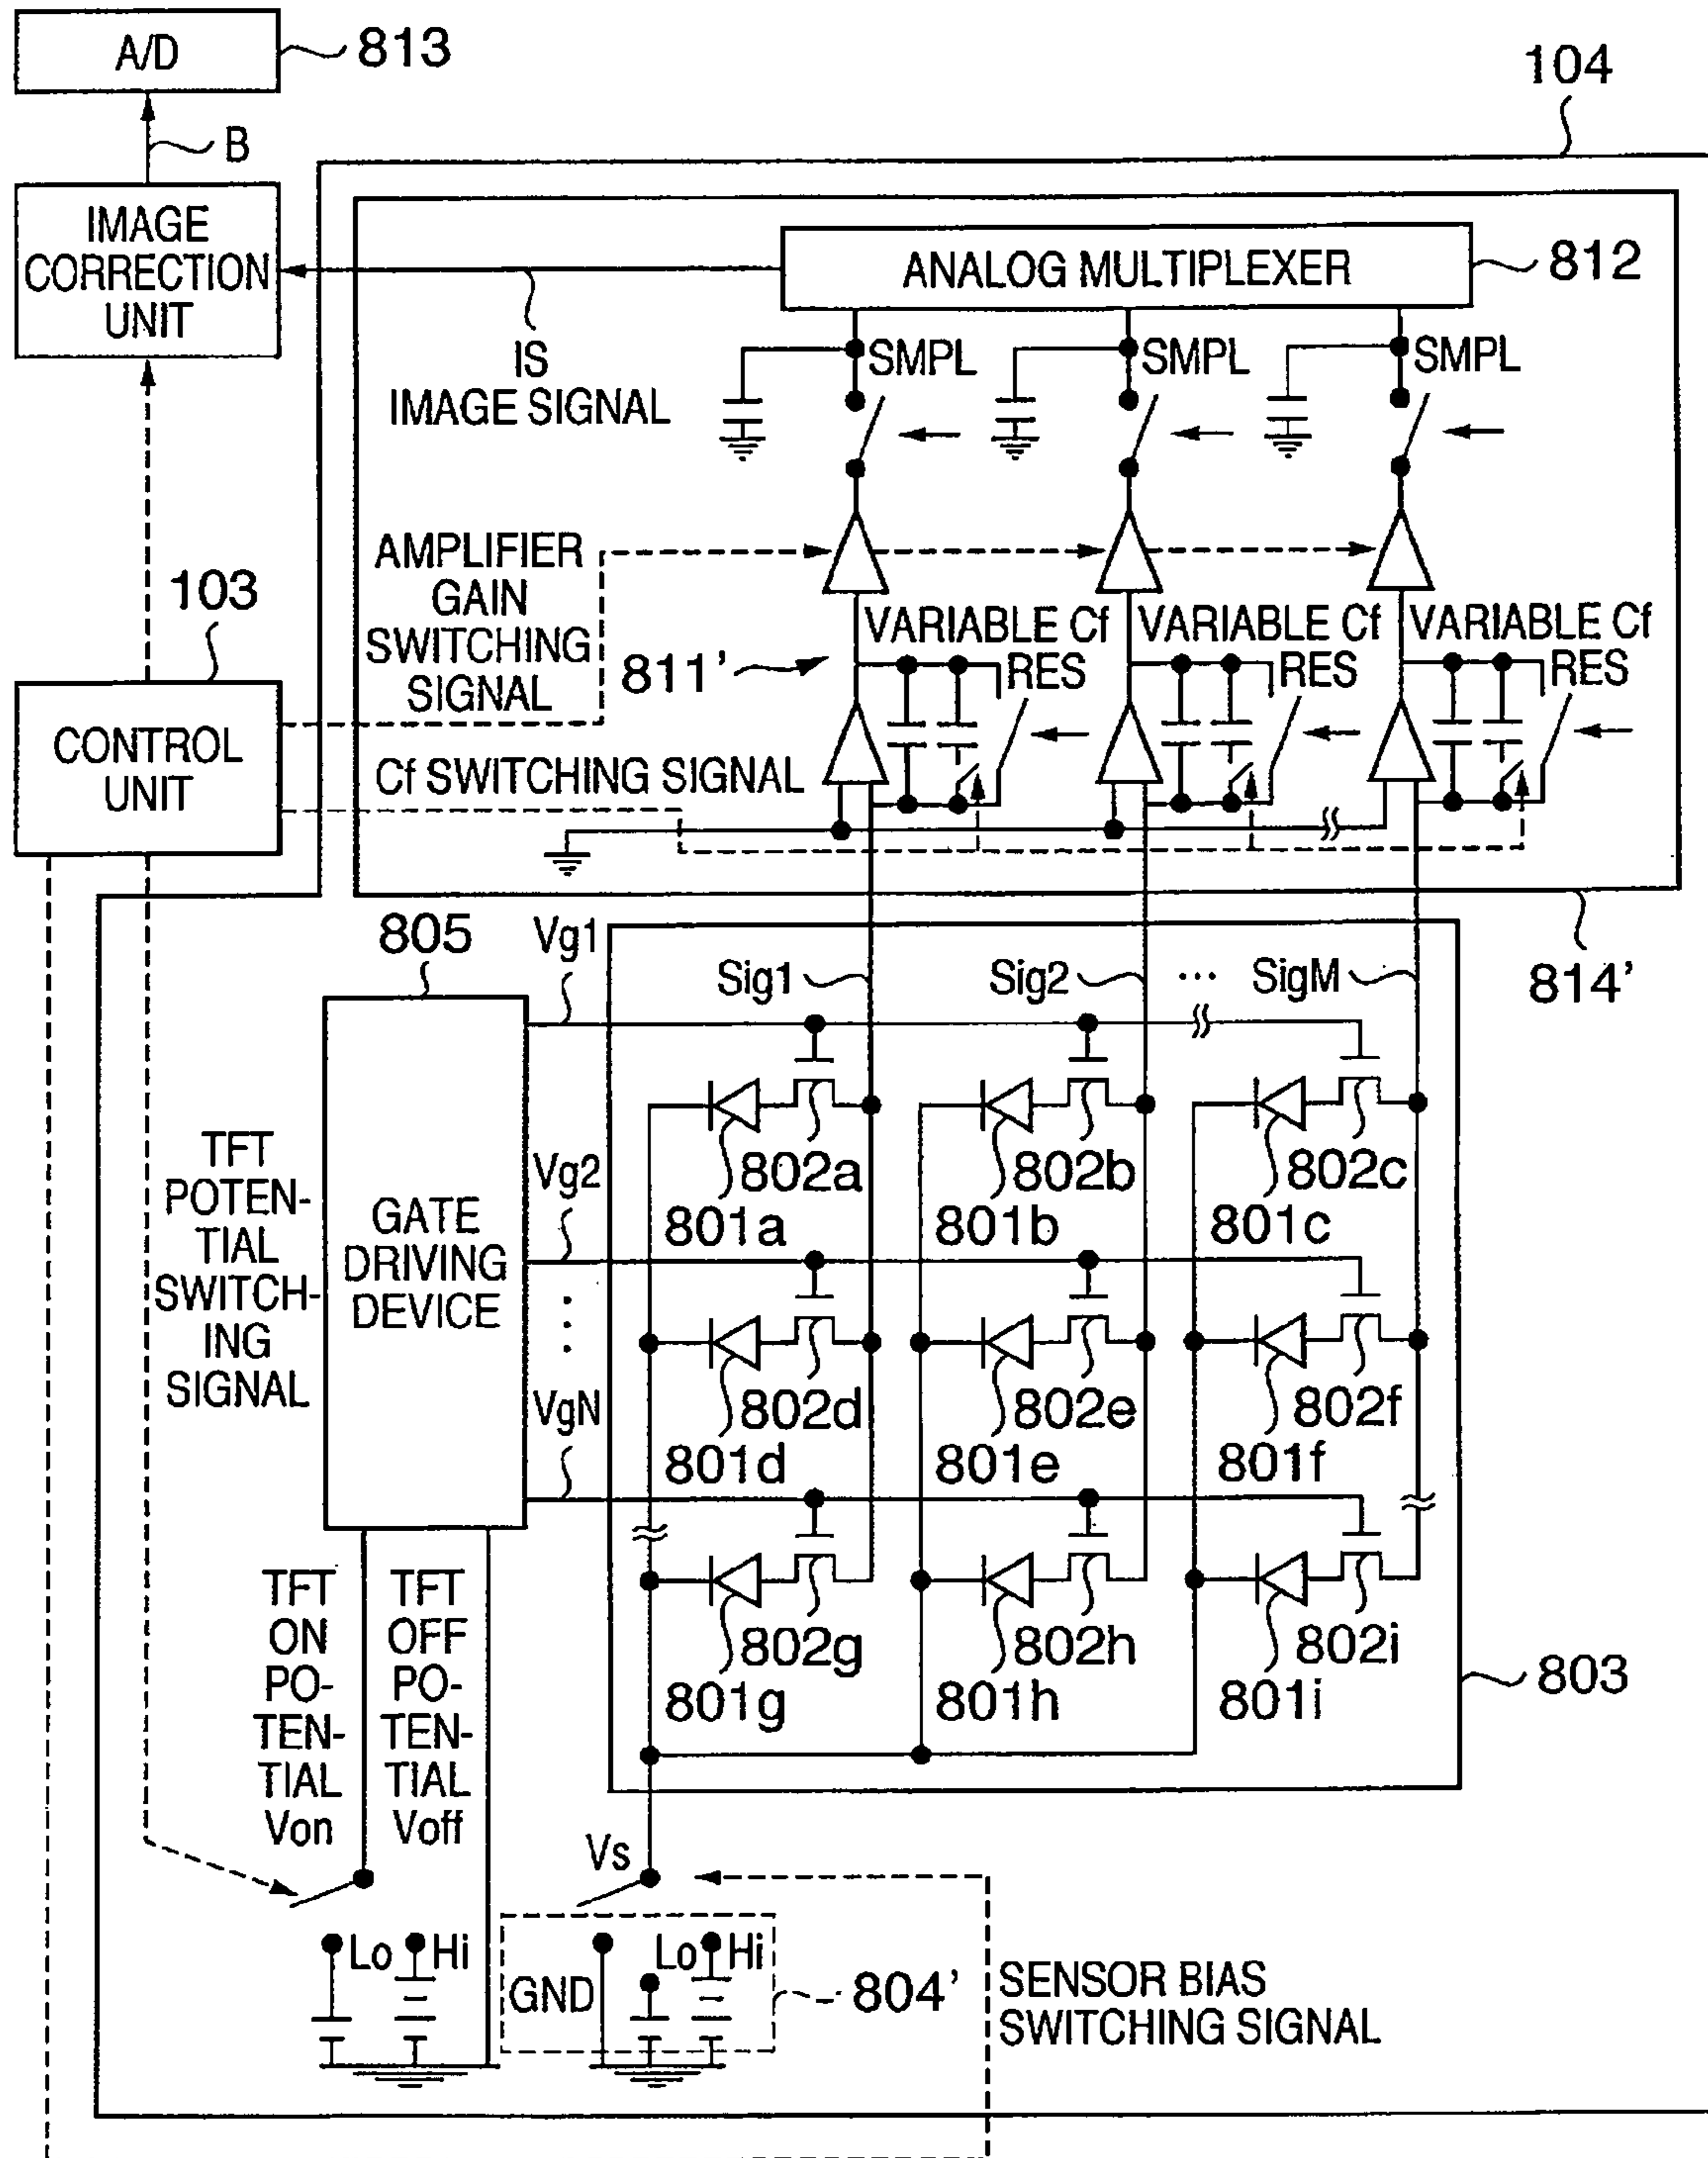 A/D
813
B
104
IMAGE
CORRECTION
UNIT
ANALOG MULTIPLEXER
812
IS
IMAGE SIGNAL
SMPL
SMPL
SMPL
AMPLIFIER
GAIN
SWITCHING
SIGNAL
103
811'
VARIABLE Cf
VARIABLE Cf
VARIABLE Cf
RES
RES
RES
CONTROL
UNIT
Cf SWITCHING SIGNAL
805
Vg1
Sig1
Sig2
...
SigM
814'
TFT
POTEN-
TIAL
SWITCH-
ING
SIGNAL
GATE
DRIVING
DEVICE
802a
802b
802c
Vg2
801a
801b
801c
802d
802e
802f
VgN
801d
801e
801f
802g
802h
802i
801g
801h
801i
803
TFT
ON
PO-
TEN-
TIAL
Von
TFT
OFF
PO-
TEN-
TIAL
Voff
Vs
Lo
Hi
GND
Lo
Hi
804'
SENSOR BIAS
SWITCHING SIGNAL